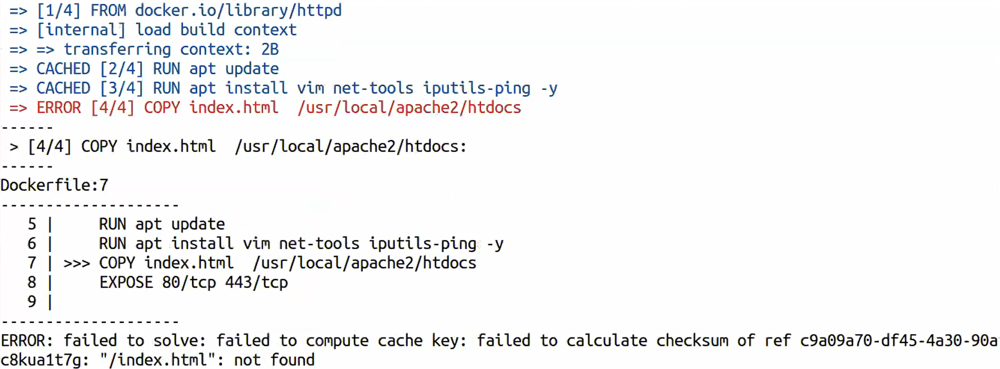 => [1/4] FROM docker.io/library/httpd
=> [internal] load build context
=> => transferring context: 2B
=> CACHED [2/4] RUN apt update
=> CACHED [3/4] RUN apt install vim net-tools iputils-ping -y
=> ERROR [4/4] COPY index.html  /usr/local/apache2/htdocs
------
> [4/4] COPY index.html  /usr/local/apache2/htdocs:
------
Dockerfile:7
--------------------
5 |     RUN apt update
6 |     RUN apt install vim net-tools iputils-ping -y
7 | >>> COPY index.html  /usr/local/apache2/htdocs
8 |     EXPOSE 80/tcp 443/tcp
9 |
--------------------
ERROR: failed to solve: failed to compute cache key: failed to calculate checksum of ref c9a09a70-df45-4a30-90a
c8kua1t7g: "/index.html": not found